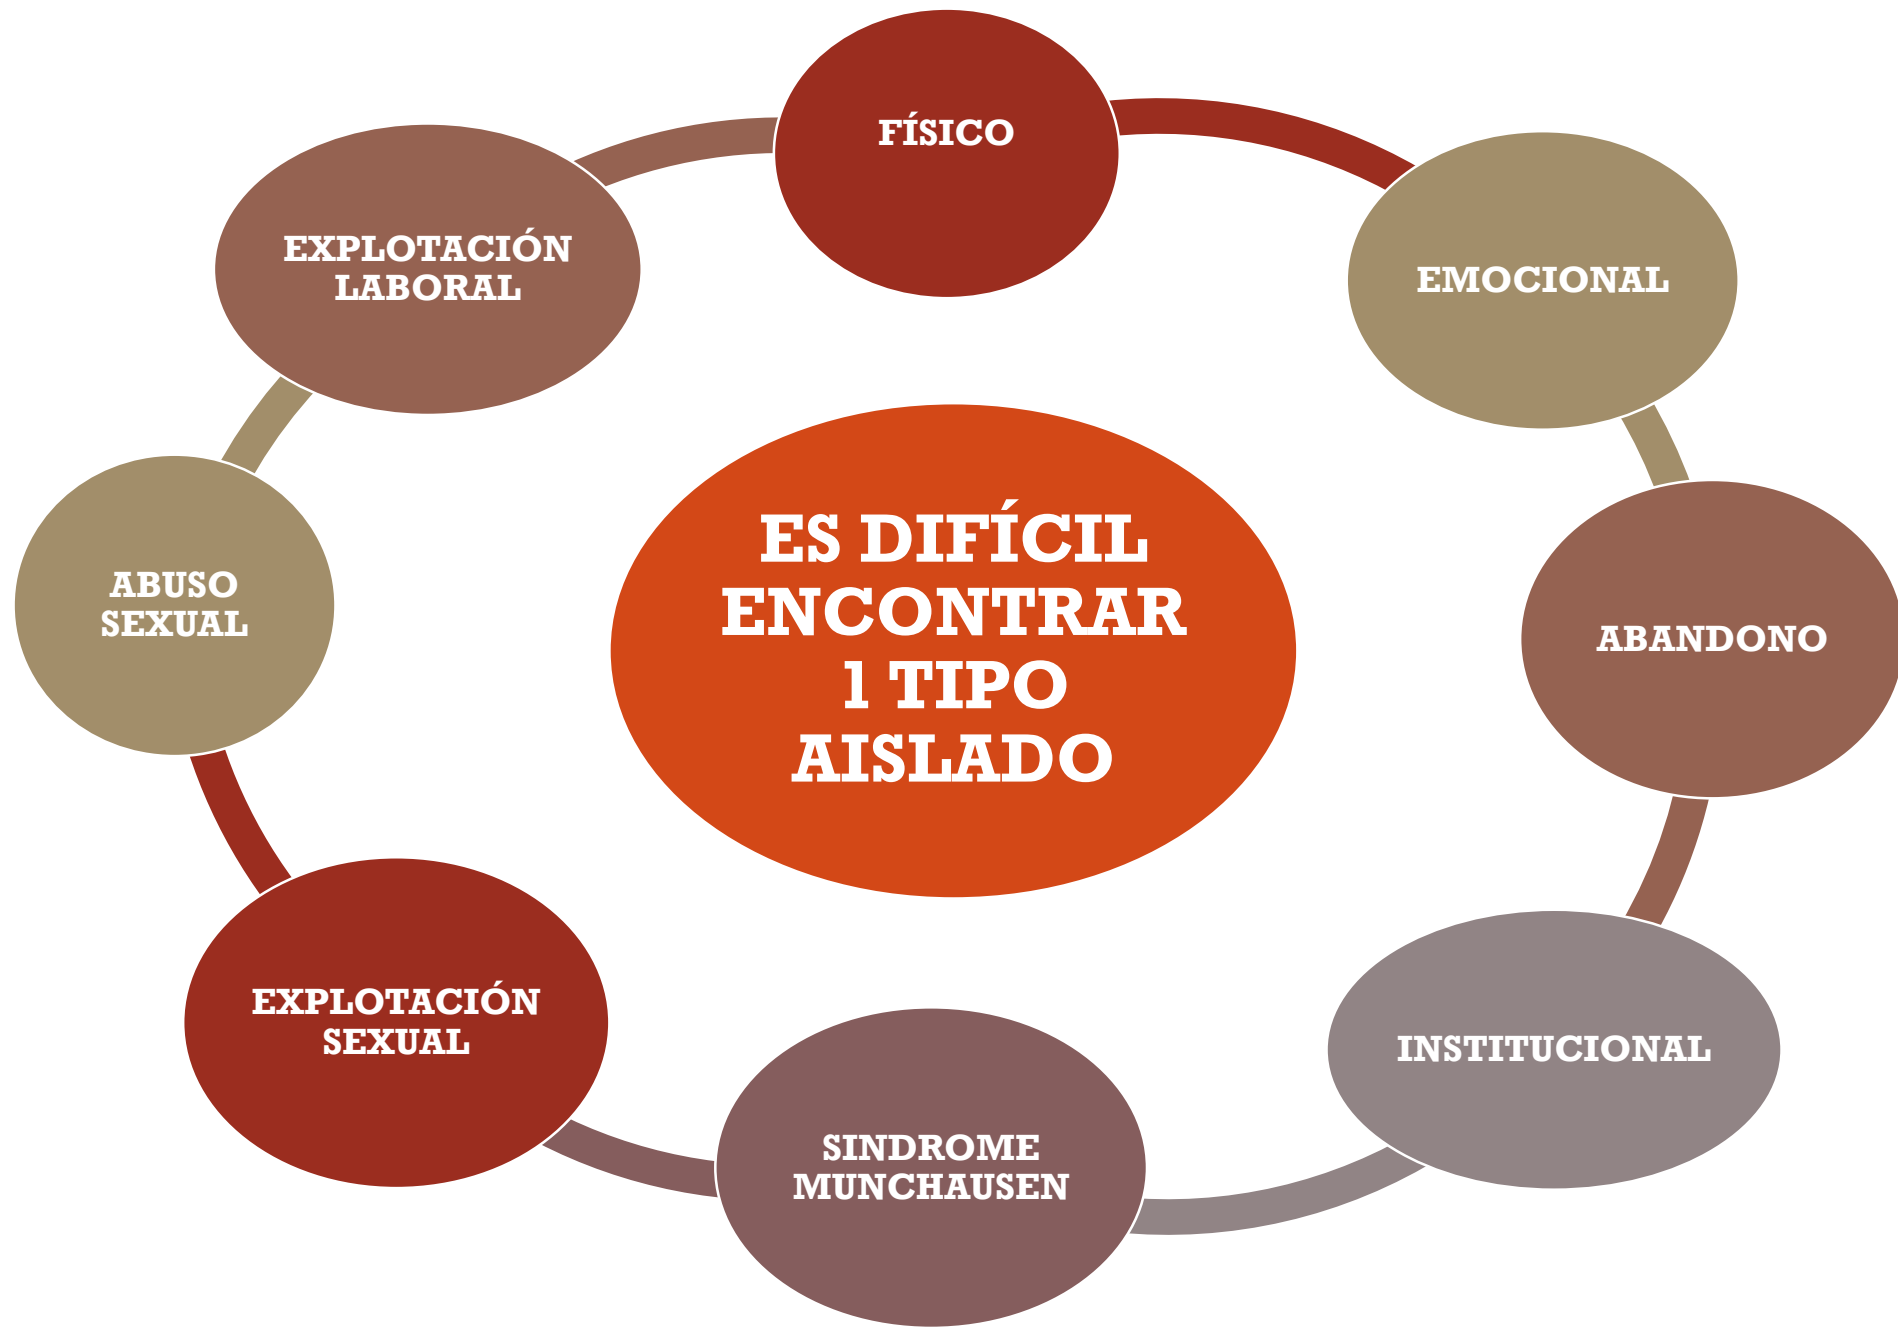 FÍSICO
EMOCIONAL
ABANDONO
INSTITUCIONAL
SINDROME
MUNCHAUSEN
EXPLOTACIÓN
SEXUAL
ABUSO
SEXUAL
EXPLOTACIÓN
LABORAL
ES DIFÍCIL
ENCONTRAR
1 TIPO
AISLADO